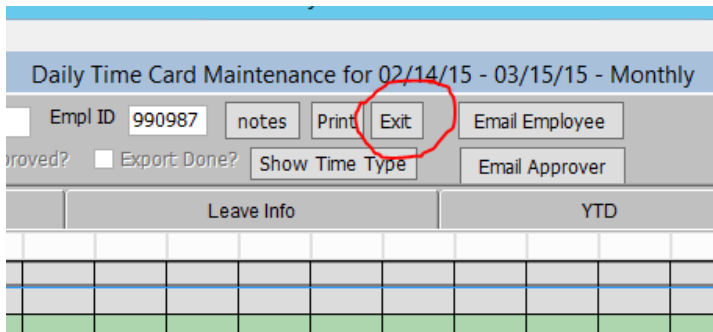 Daily Time Card Maintenance for 02/14/15 - 03/15/15 - Monthly
Empl ID 990987 notes Print Exit Email Employee
Export Done? Show Time Type Email Approver
Leave Info YTD